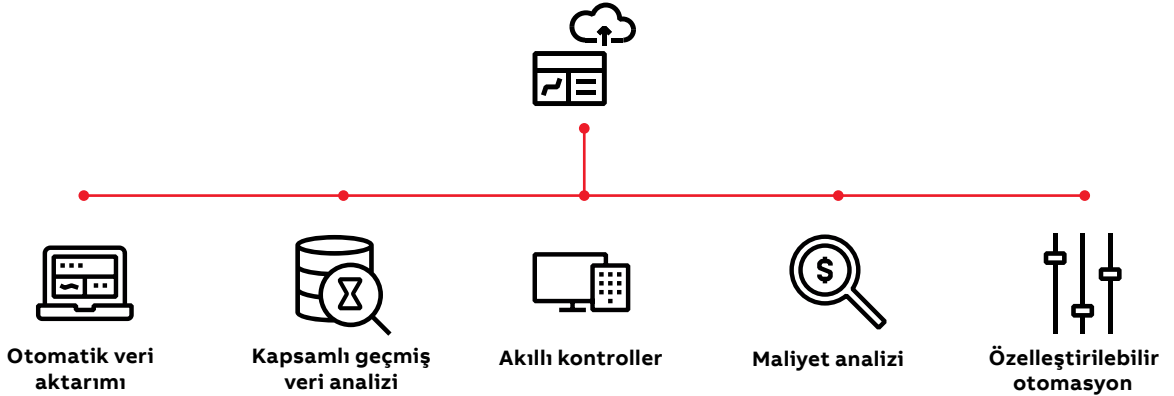 Otomatik veri
aktarımı
Kapsamlı geçmiş
veri analizi
Akıllı kontroller
Maliyet analizi
Özelleştirilebilir
otomasyon